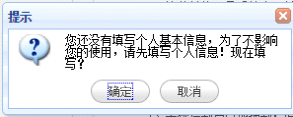 提示
您还没有填写个人基本信息，为了不影响
您的使用，请先填写个人信息！现在填
写？
确定
取消